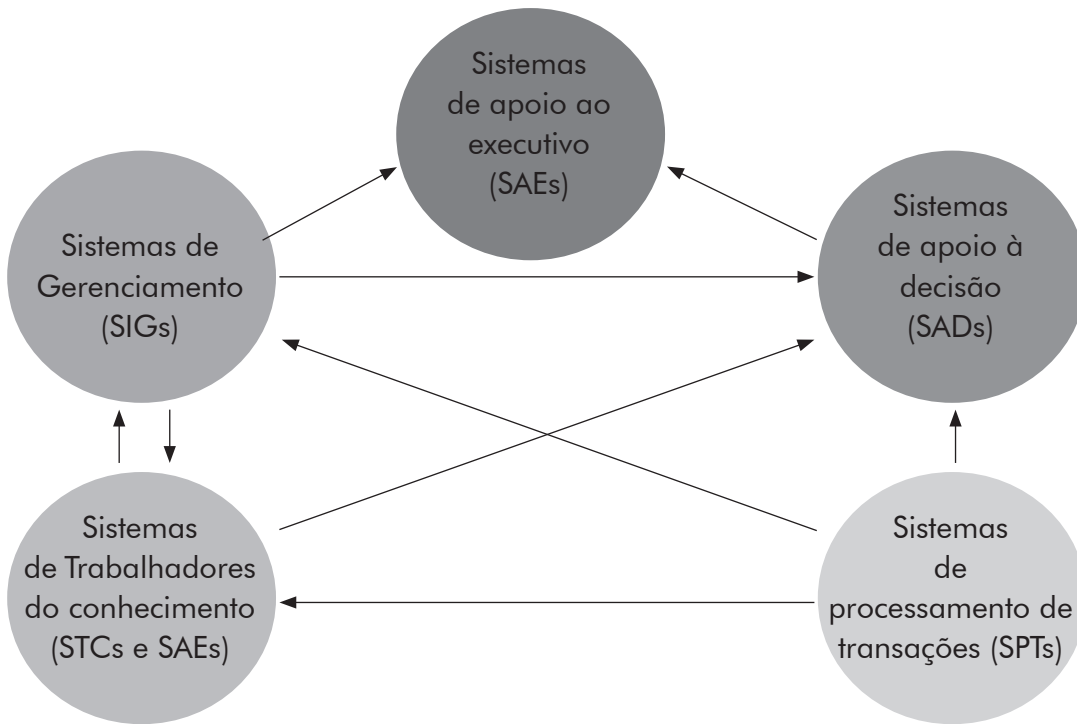 Sistemas
de apoio ao
executivo
(SAEs)
Sistemas de
Gerenciamento
(SIGs)
Sistemas
de apoio à
decisão
(SADs)
Sistemas
de Trabalhadores
do conhecimento
(STCs e SAEs)
Sistemas
de
processamento de
transações (SPTs)